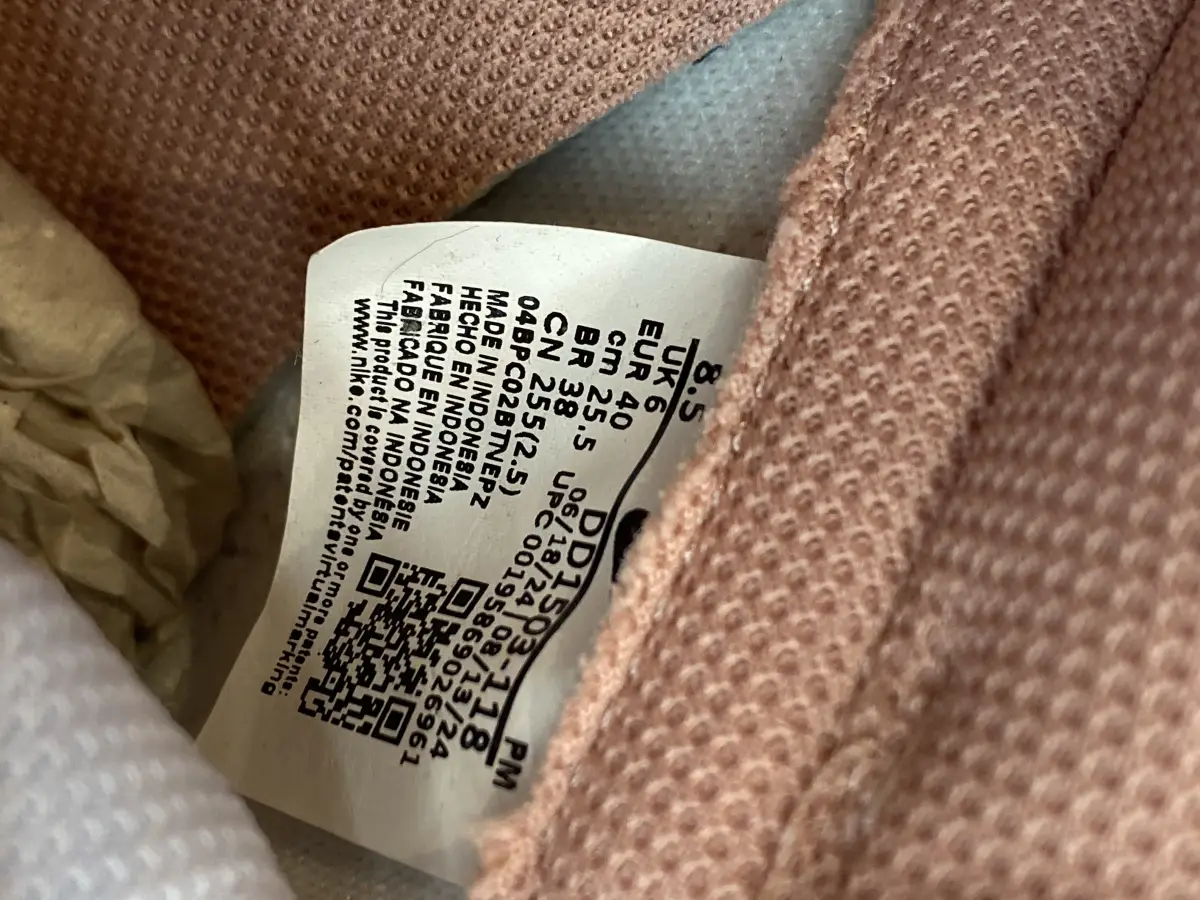 8.5 PM
UK 6
EUR 40 DD1503-118
cm 25.5 06/18/24|08/13/24
BR 38 UPC 00195869026961
CN 255(2.5)
04BPC02BTNEPZ
MADE IN INDONESIA
HECHO EN INDONESIA
FABRIQUE EN INDONESIE
FABRICADO NA INDONÉSIA
This product is covered by one or more patents:
www.nike.com/patentsvirtualmarking